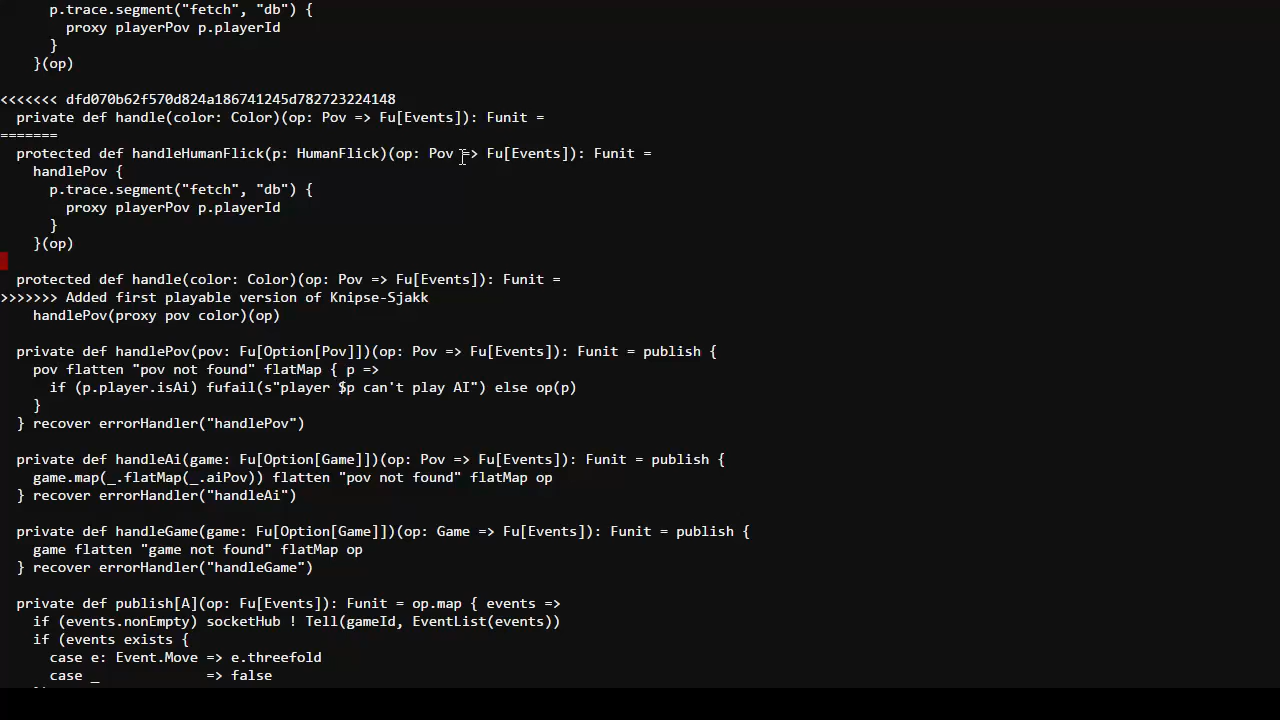 p.trace.segment("fetch", "db") {
proxy playerPov p.playerId
}
}(op)
<<<<<<< dfd070b62f570d824a186741245d782723224148
private def handle(color: Color)(op: Pov => Fu[Events]): Funit =
=======
protected def handleHumanFlick(p: HumanFlick)(op: Pov => Fu[Events]): Funit =
handlePov {
p.trace.segment("fetch", "db") {
proxy playerPov p.playerId
}
}(op)
protected def handle(color: Color)(op: Pov => Fu[Events]): Funit =
>>>>>>> Added first playable version of Knipse-Sjakk
handlePov(proxy pov color)(op)
private def handlePov(pov: Fu[Option[Pov]])(op: Pov => Fu[Events]): Funit = publish {
pov flatten "pov not found" flatMap { p =>
if (p.player.isAi) fufail(s"player $p can't play AI") else op(p)
}
} recover errorHandler("handlePov")
private def handleAi(game: Fu[Option[Game]])(op: Pov => Fu[Events]): Funit = publish {
game.map(_.flatMap(_.aiPov)) flatten "pov not found" flatMap op
} recover errorHandler("handleAi")
private def handleGame(game: Fu[Option[Game]])(op: Game => Fu[Events]): Funit = publish {
game flatten "game not found" flatMap op
} recover errorHandler("handleGame")
private def publish[A](op: Fu[Events]): Funit = op.map { events =>
if (events.nonEmpty) socketHub ! Tell(gameId, EventList(events))
if (events exists {
case e: Event.Move => e.threefold
case _             => false